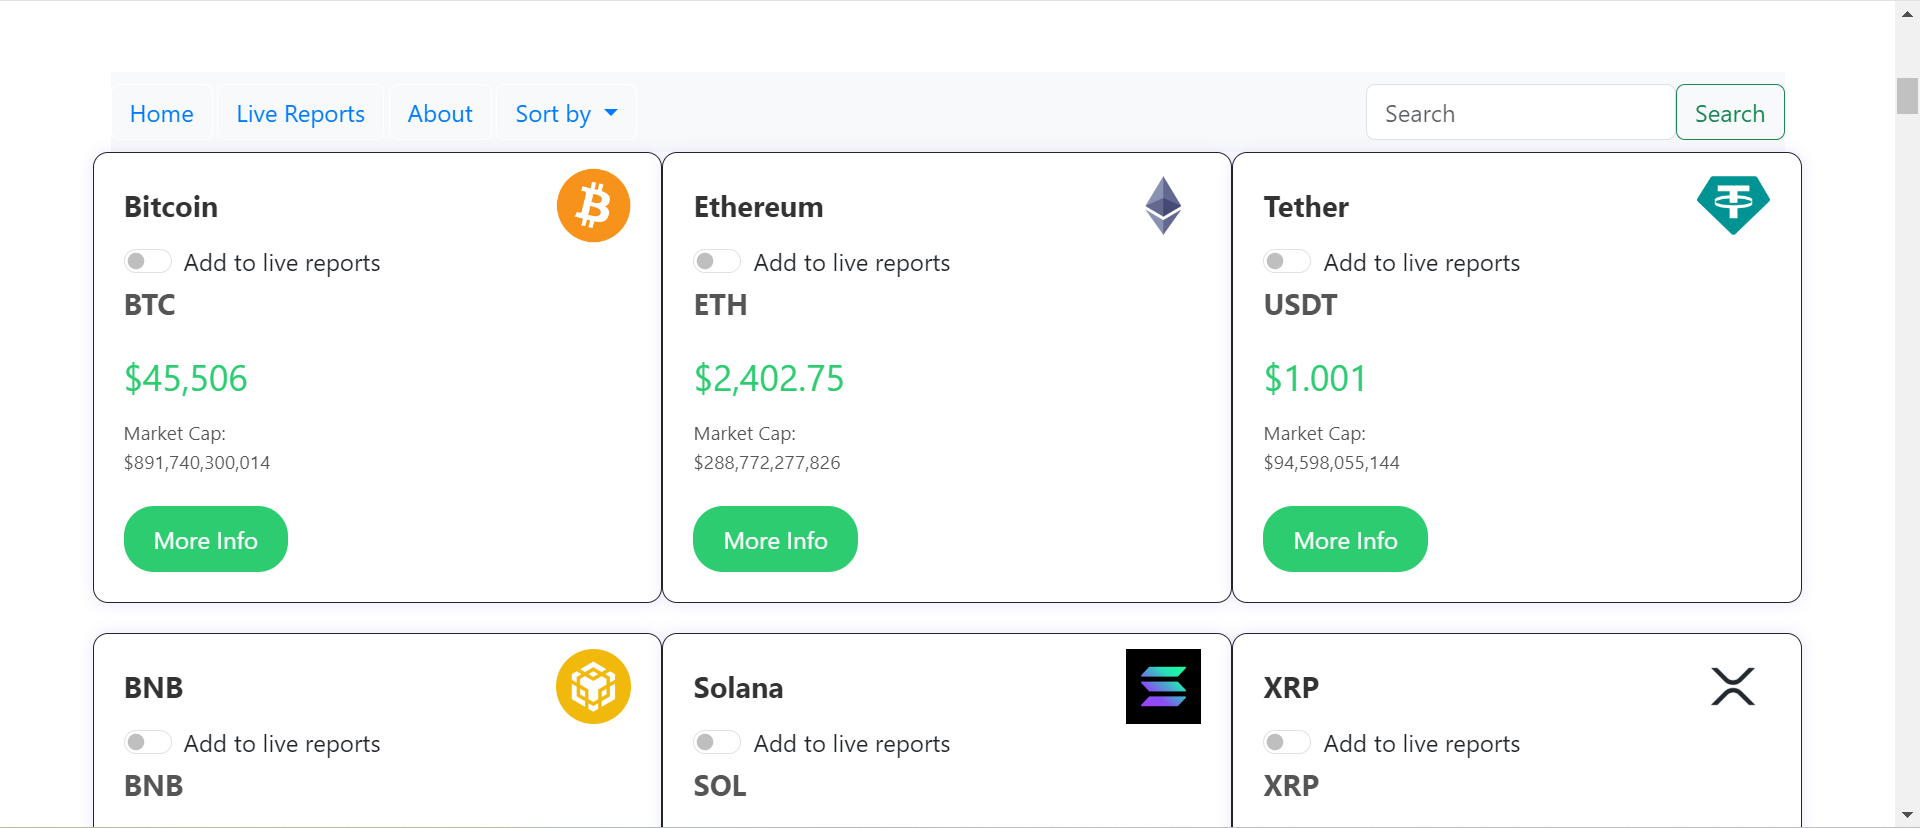 Home Live Reports About Sort by Search Search
Bitcoin
Add to live reports
BTC
$45,506
Market Cap:
$891,740,300,014
More Info
Ethereum
Add to live reports
ETH
$2,402.75
Market Cap:
$288,772,277,826
More Info
Tether
Add to live reports
USDT
$1.001
Market Cap:
$94,598,055,144
More Info
BNB
Add to live reports
BNB
Solana
Add to live reports
SOL
XRP
Add to live reports
XRP